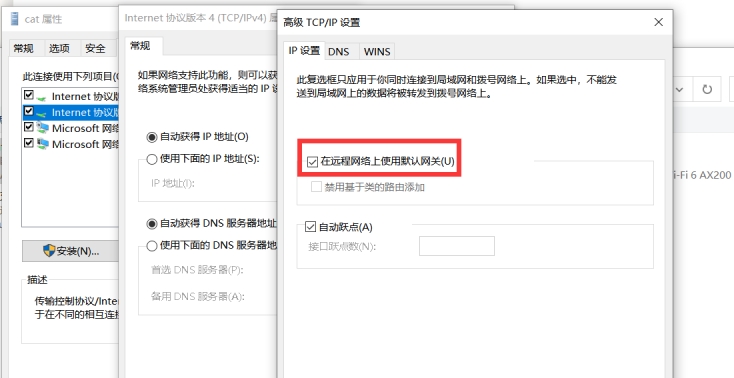 cat 属性
常规 选项 安全
此连接使用下列项目(
Internet 协议版
Internet 协议版
Microsoft 网络
Microsoft 网
安装(N)...
描述
传输控制协议/Inte
于在不同的相互连接
Internet 协议版本 4 (TCP/IPv4) 属
常规
如果网络支持此功能，则可以获
络系统管理员处获得适当的 IP 设
自动获得 IP 地址(O)
使用下面的 IP 地址(S):
IP 地址(I):
自动获得 DNS 服务器地址
使用下面的 DNS 服务器地
首选 DNS 服务器(P):
备用 DNS 服务器(A):
高级 TCP/IP 设置
IP 设置 DNS WINS
此复选框只应用于你同时连接到局域网和拨号网络上。如果选中，不能发
送到局域网上的数据将被转发到拨号网络上。
在远程网络上使用默认网关(U)
禁用基于类的路由添加
自动跃点(A)
接口跃点数(N):
i-Fi 6 AX200